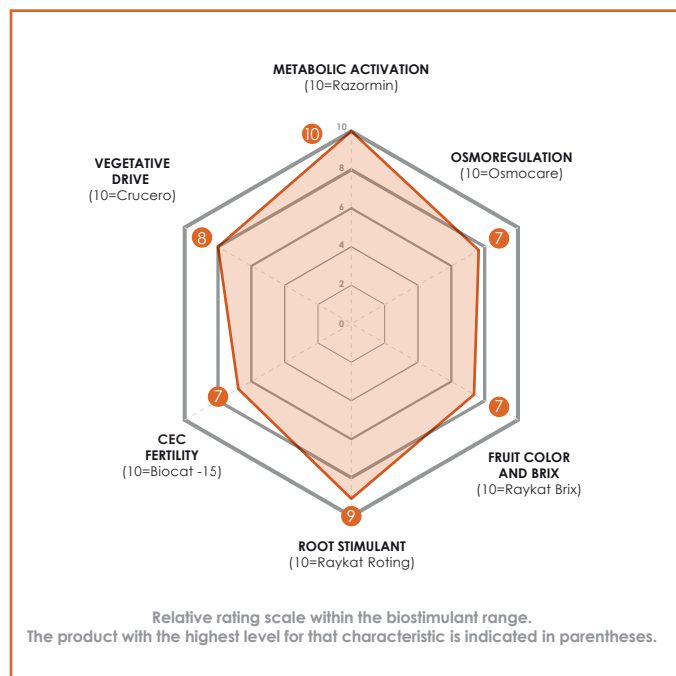 METABOLIC ACTIVATION
(10=Razormin)
10
10
VEGETATIVE
DRIVE
(10=Crucero)
OSMOREGULATION
(10=Osmocare)
8
8
7
6
4
2
0
7
7
CEC
FERTILITY
(10=Biocat -15)
FRUIT COLOR
AND BRIX
(10=Raykat Brix)
9
ROOT STIMULANT
(10=Raykat Roting)
Relative rating scale within the biostimulant range.
The product with the highest level for that characteristic is indicated in parentheses.